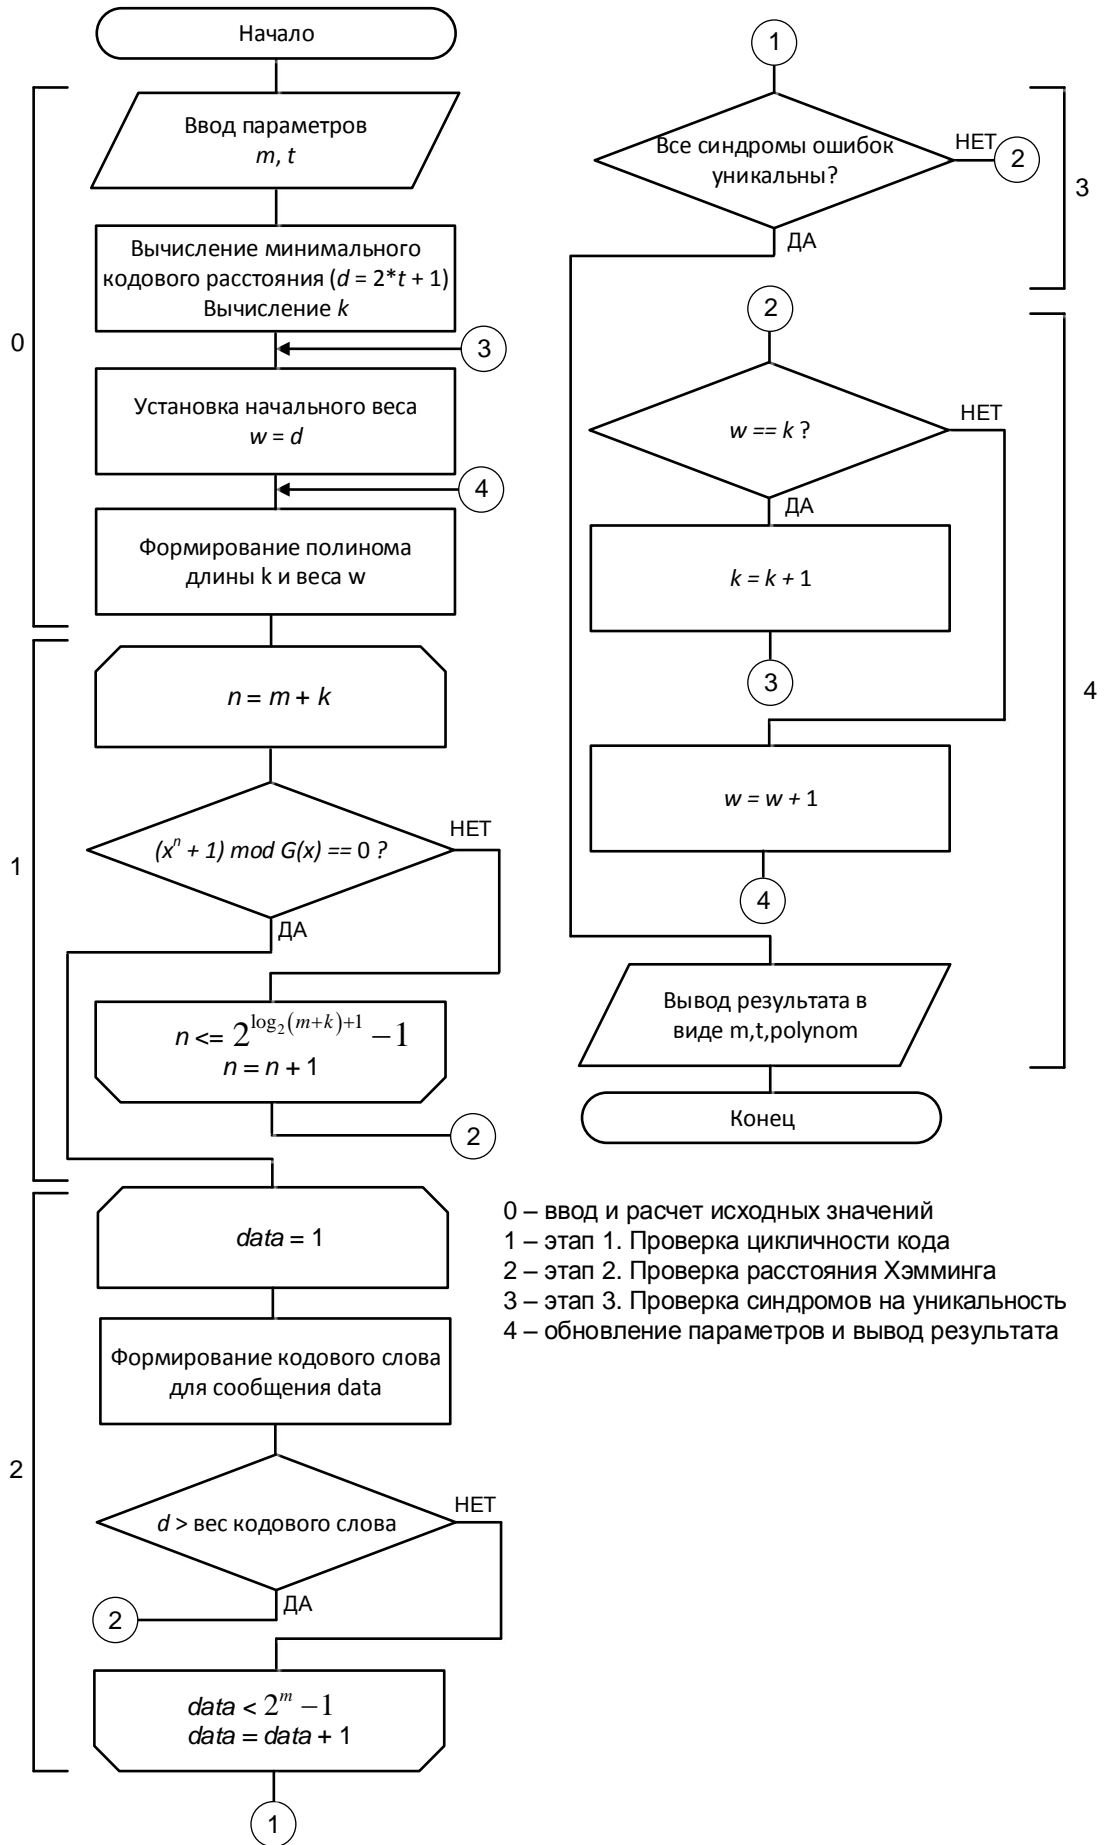 Начало
0
Ввод параметров
m, t
Вычисление минимального
кодового расстояния (d = 2*t + 1)
Вычисление k
3
Установка начального веса
w = d
4
Формирование полинома
длины k и веса w
1
n = m + k
(xⁿ + 1) mod G(x) == 0 ?
НЕТ
ДА
n <= 2^{log₂(m+k)+1} − 1
n = n + 1
2
2
data = 1
Формирование кодового слова
для сообщения data
d > вес кодового слова
НЕТ
ДА
2
data < 2^m − 1
data = data + 1
1
1
Все синдромы ошибок
уникальны?
НЕТ
2
ДА
3
2
w == k ?
НЕТ
ДА
k = k + 1
3
4
w = w + 1
4
Вывод результата в
виде m,t,polynom
Конец
0 – ввод и расчет исходных значений
1 – этап 1. Проверка цикличности кода
2 – этап 2. Проверка расстояния Хэмминга
3 – этап 3. Проверка синдромов на уникальность
4 – обновление параметров и вывод результата